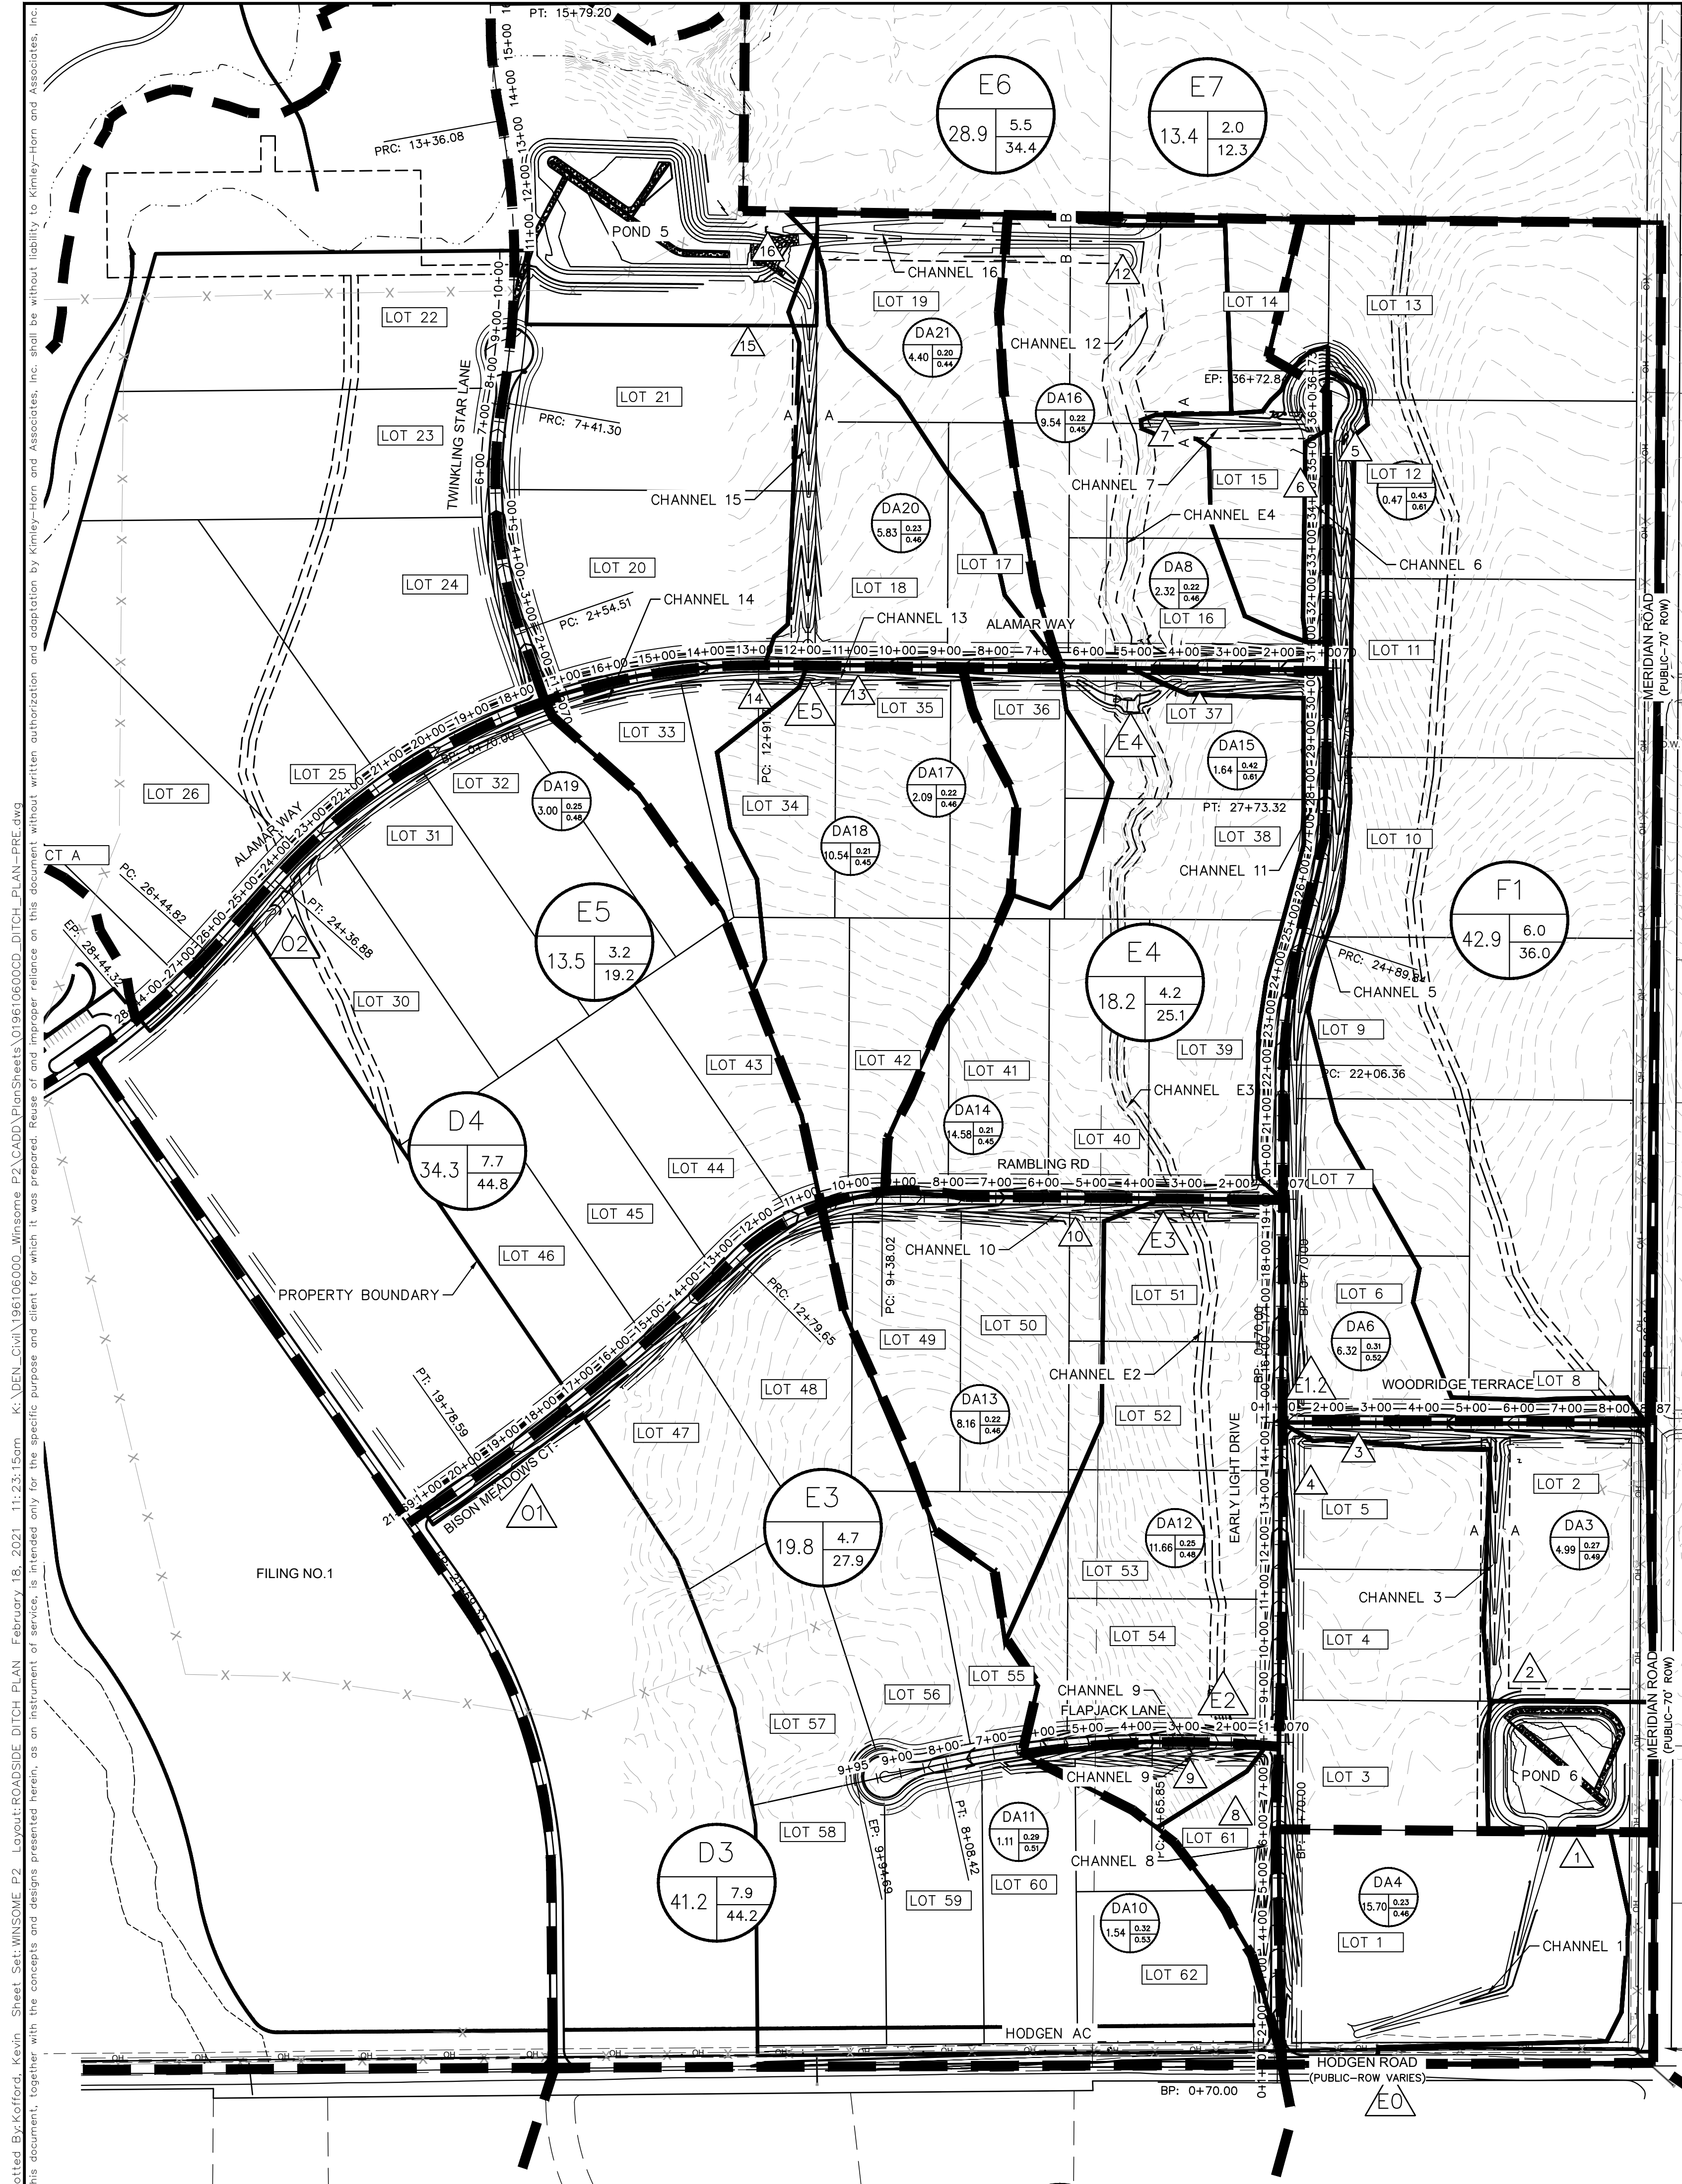 PT: 15+79.20
E6
28.9
5.5
34.4
E7
13.4
2.0
12.3
PRC: 13+36.08
POND 5
16
CHANNEL 16
B
B
12
LOT 22
LOT 19
LOT 14
LOT 13
DA21
4.40
0.20
0.44
15
CHANNEL 12
EP: 36+72.8
TWINKLING STAR LANE
LOT 21
PRC: 7+41.30
A
A
DA16
9.54
0.22
0.45
A
A
7
LOT 23
5
LOT 12
0.47
0.43
0.61
CHANNEL 15
CHANNEL 7
LOT 15
6
DA20
5.83
0.23
0.46
CHANNEL E4
CHANNEL 6
LOT 24
LOT 20
LOT 18
LOT 17
DA8
2.32
0.22
0.46
LOT 16
PC: 2+54.51
CHANNEL 14
CHANNEL 13
ALAMAR WAY
LOT 11
MERIDIAN ROAD
(PUBLIC-70' ROW)
14
E5
13
LOT 35
LOT 36
LOT 37
E4
LOT 33
LOT 25
LOT 32
LOT 26
DA19
3.00
0.25
0.48
LOT 34
DA17
2.09
0.22
0.46
DA15
1.64
0.42
0.61
PT: 27+73.32
LOT 38
LOT 10
LOT 31
DA18
10.54
0.21
0.45
ALAMAR WAY
CT A
CHANNEL 11
PC: 26+44.82
EP: 28+44.32
PT: 24+36.88
O2
E5
13.5
3.2
19.2
E4
18.2
4.2
25.1
F1
42.9
6.0
36.0
LOT 30
CHANNEL 5
LOT 9
LOT 43
LOT 42
LOT 41
LOT 39
PC: 22+06.36
CHANNEL E3
DA14
14.58
0.21
0.45
D4
34.3
7.7
44.8
LOT 40
LOT 44
RAMBLING RD
LOT 7
LOT 45
LOT 46
CHANNEL 10
10
E3
PC: 9+38.02
PROPERTY BOUNDARY
PRC: 12+79.65
LOT 51
LOT 6
LOT 49
LOT 50
DA6
6.32
0.31
0.52
CHANNEL E2
E1.2
WOODRIDGE TERRACE
LOT 8
PT: 19+78.59
LOT 48
DA13
8.16
0.22
0.46
LOT 52
LOT 47
EARLY LIGHT DRIVE
3
4
LOT 5
LOT 2
BISON MEADOWS CT
O1
E3
19.8
4.7
27.9
DA12
11.66
0.25
0.48
A
A
DA3
4.99
0.27
0.49
FILING NO.1
LOT 53
CHANNEL 3
LOT 54
LOT 4
LOT 55
2
LOT 56
CHANNEL 9
FLAPJACK LANE
E2
LOT 57
MERIDIAN ROAD
(PUBLIC-70' ROW)
CHANNEL 9
9
LOT 3
POND 6
8
LOT 58
DA11
1.11
0.29
0.51
LOT 61
EP: 9+94.69
PT: 8+08.42
CHANNEL 8
1
D3
41.2
7.9
44.2
LOT 59
LOT 60
DA10
1.54
0.32
0.53
DA4
15.70
0.23
0.46
LOT 1
CHANNEL 1
LOT 62
HODGEN AC
HODGEN ROAD
(PUBLIC-ROW VARIES)
BP: 0+70.00
E0
otted By:Kofford, Kevin Sheet Set:WINSOME P2 Layout:ROADSIDE DITCH PLAN February 18, 2021 11:23:15am K:\DEN_Civil\196106000_Winsome P2\CADD\PlanSheets\019610600CD_DITCH_PLAN-PRE.dwg
his document, together with the concepts and designs presented herein, as an instrument of service, is intended only for the specific purpose and client for which it was prepared. Reuse of and improper reliance on this document without written authorization and adaptation by Kimley-Horn and Associates, Inc. shall be without liability to Kimley-Horn and Associates, Inc.